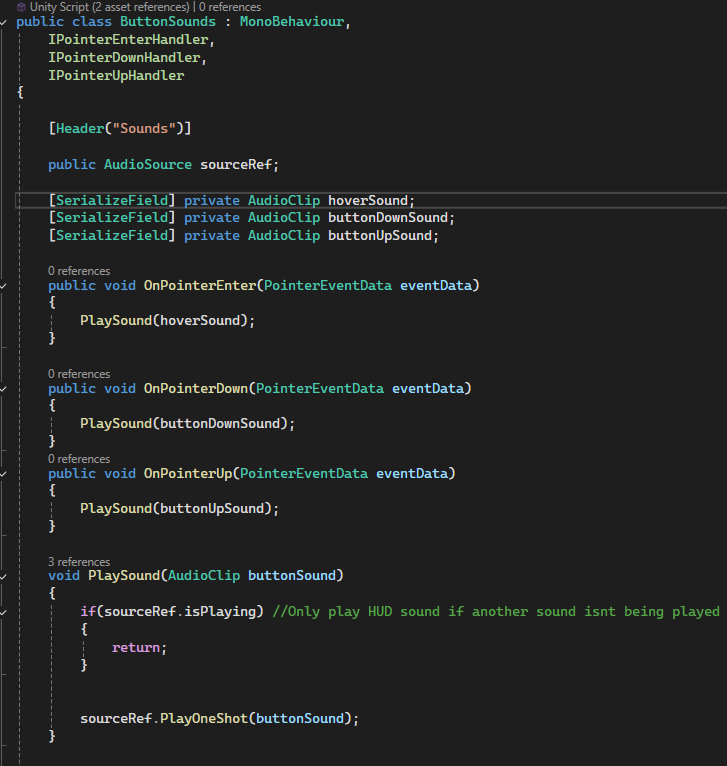 Unity Script (2 asset references) | 0 references
public class ButtonSounds : MonoBehaviour,
IPointerEnterHandler,
IPointerDownHandler,
IPointerUpHandler
{
[Header("Sounds")]
public AudioSource sourceRef;
[SerializeField] private AudioClip hoverSound;
[SerializeField] private AudioClip buttonDownSound;
[SerializeField] private AudioClip buttonUpSound;
0 references
public void OnPointerEnter(PointerEventData eventData)
{
PlaySound(hoverSound);
}
0 references
public void OnPointerDown(PointerEventData eventData)
{
PlaySound(buttonDownSound);
}
0 references
public void OnPointerUp(PointerEventData eventData)
{
PlaySound(buttonUpSound);
}
3 references
void PlaySound(AudioClip buttonSound)
{
if(sourceRef.isPlaying) //Only play HUD sound if another sound isnt being played
{
return;
}
sourceRef.PlayOneShot(buttonSound);
}